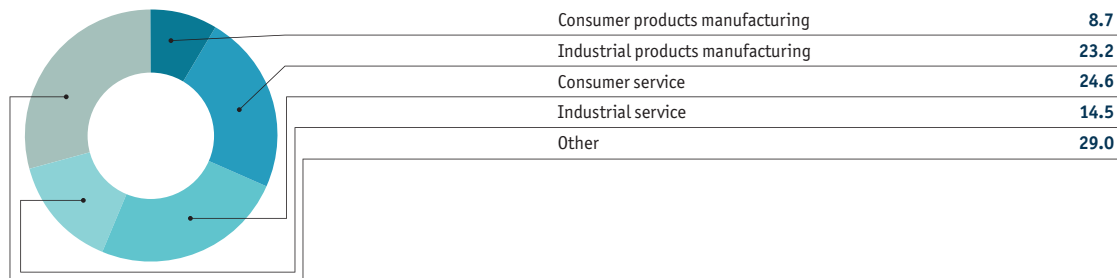 Consumer products manufacturing 8.7
Industrial products manufacturing 23.2
Consumer service 24.6
Industrial service 14.5
Other 29.0